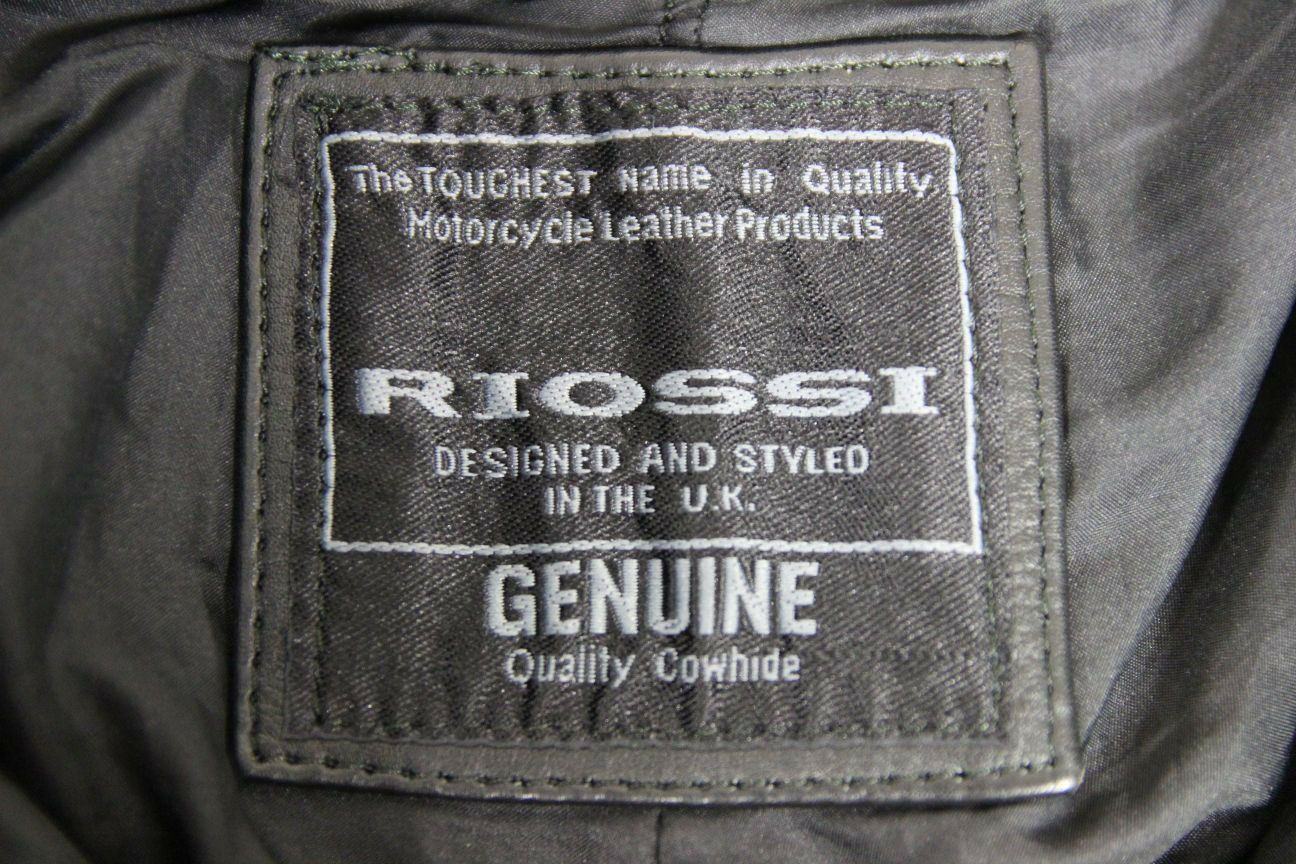 The TOUGHEST Name in Quality
Motorcycle Leather Products
RIOSSI
DESIGNED AND STYLED
IN THE U.K.
GENUINE
Quality Cowhide